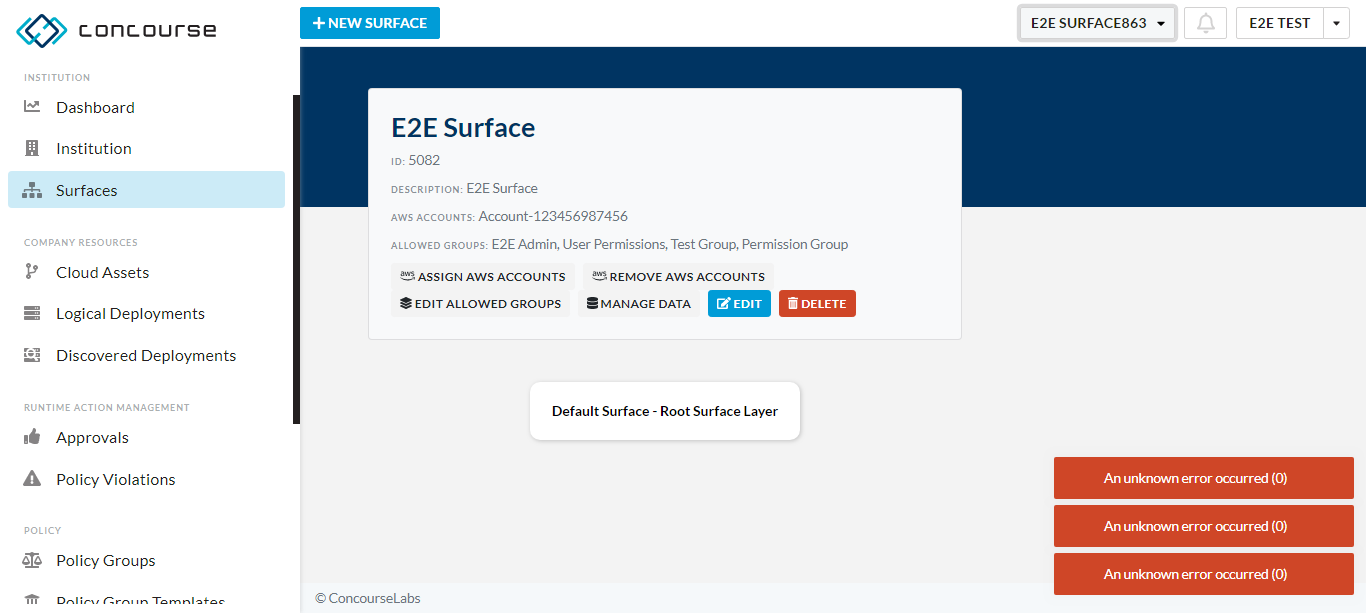 concourse
INSTITUTION
Dashboard
Institution
Surfaces
COMPANY RESOURCES
Cloud Assets
Logical Deployments
Discovered Deployments
RUNTIME ACTION MANAGEMENT
Approvals
Policy Violations
POLICY
Policy Groups
Policy Group Templates
+ NEW SURFACE
E2E SURFACE863
E2E TEST
E2E Surface
ID: 5082
DESCRIPTION: E2E Surface
AWS ACCOUNTS: Account-123456987456
ALLOWED GROUPS: E2E Admin, User Permissions, Test Group, Permission Group
aws ASSIGN AWS ACCOUNTS aws REMOVE AWS ACCOUNTS
EDIT ALLOWED GROUPS MANAGE DATA EDIT DELETE
Default Surface - Root Surface Layer
An unknown error occurred (0)
An unknown error occurred (0)
An unknown error occurred (0)
© ConcourseLabs